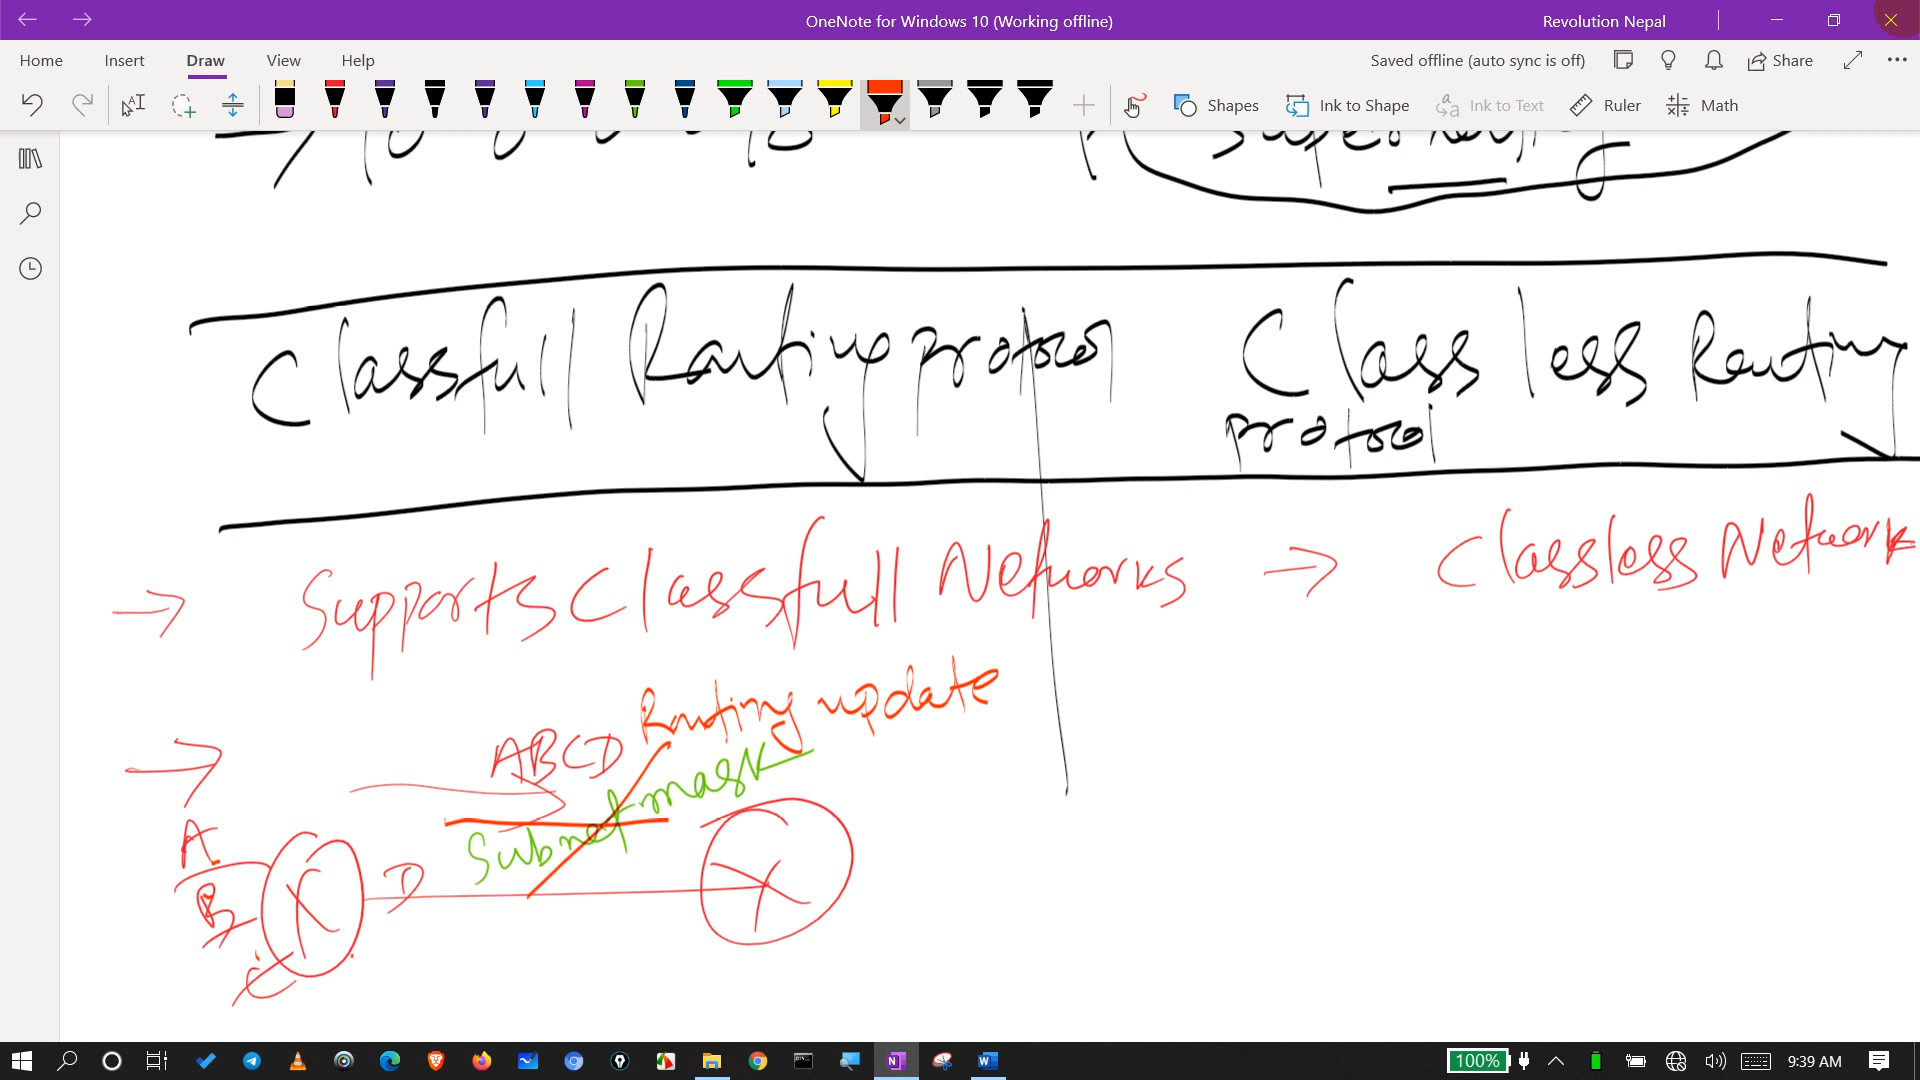 OneNote for Windows 10 (Working offline)
Revolution Nepal
Home Insert Draw View Help
Saved offline (auto sync is off)
Share
Shapes
Ink to Shape
Ink to Text
Ruler
Math
Classfull Routing protocol
Classless Routing
protocol
→ Supports Classfull Networks
→ Classless Network
→
Routing update
ABCD
Subnet mask
A
B
C
D
100%
9:39 AM